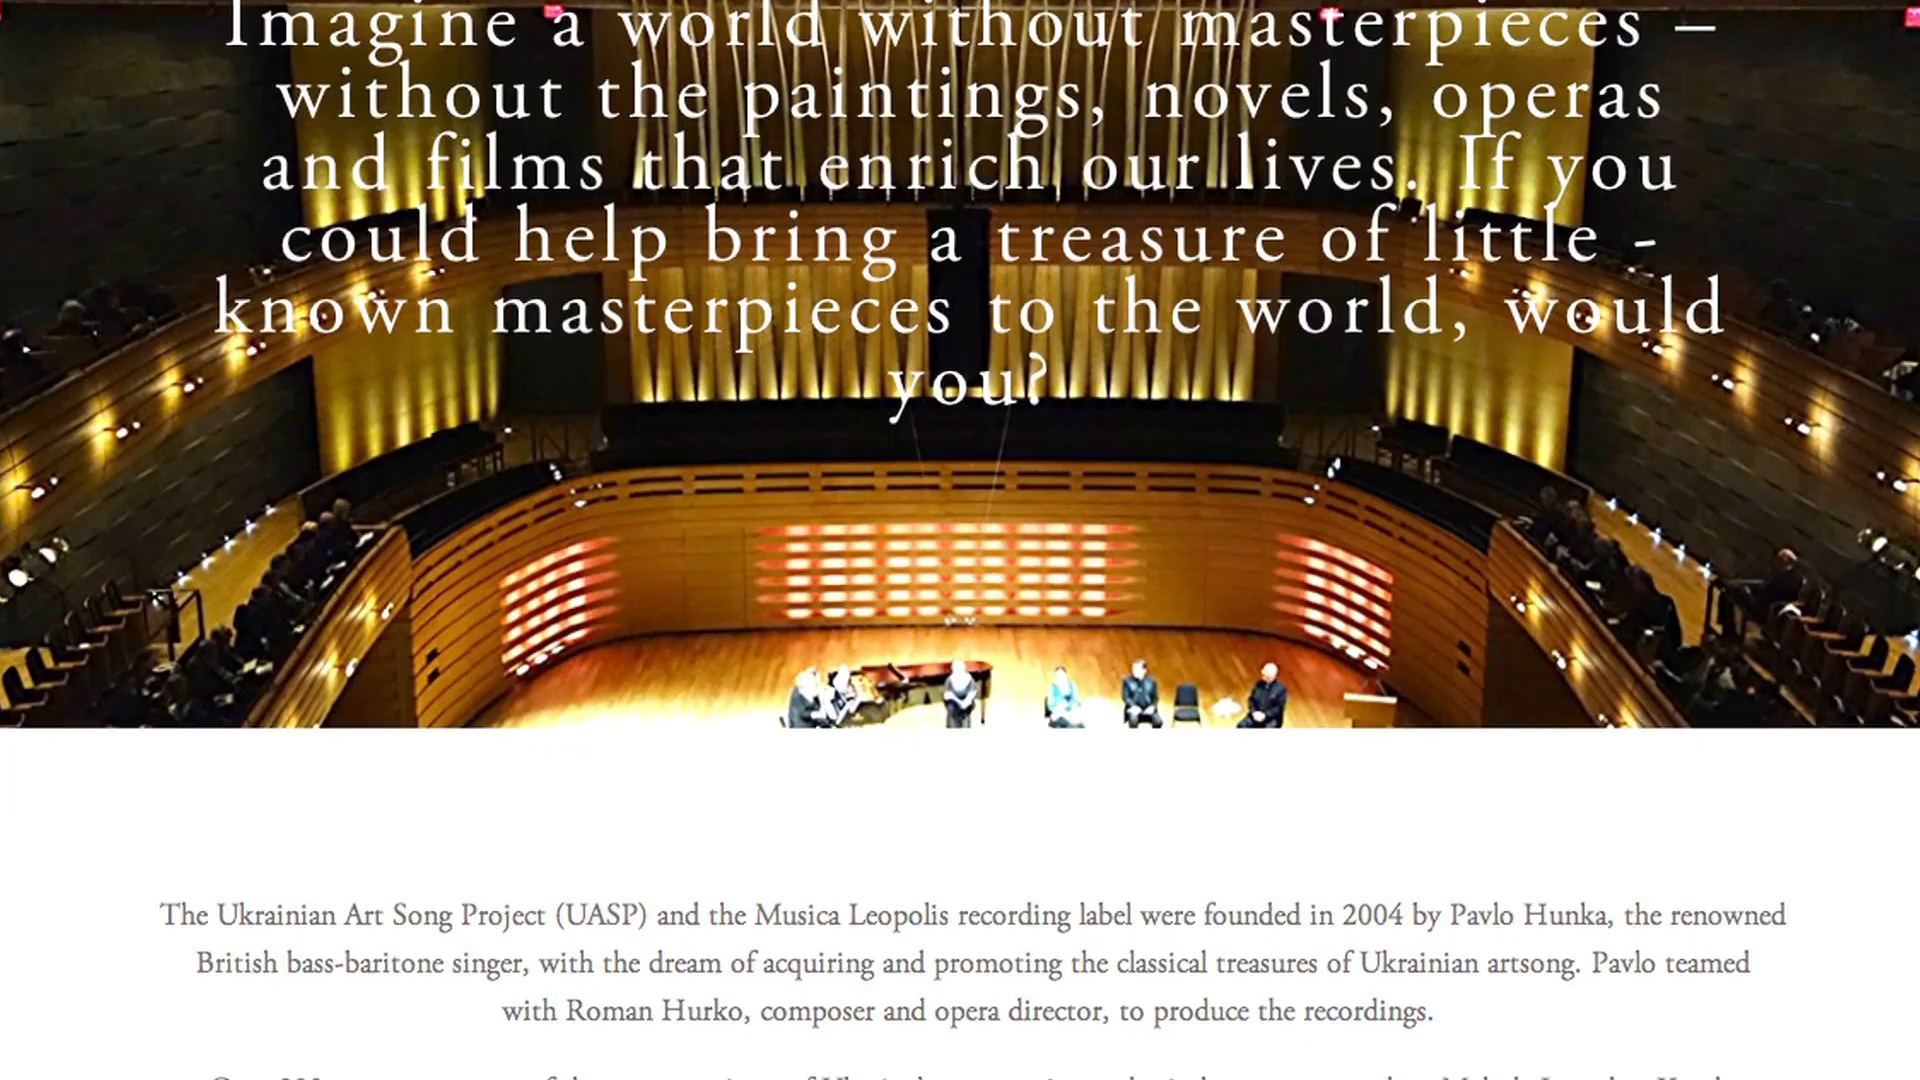 Imagine a world without masterpieces –
without the paintings, novels, operas
and films that enrich our lives. If you
could help bring a treasure of little -
known masterpieces to the world, would
you?
The Ukrainian Art Song Project (UASP) and the Musica Leopolis recording label were founded in 2004 by Pavlo Hunka, the renowned
British bass-baritone singer, with the dream of acquiring and promoting the classical treasures of Ukrainian artsong. Pavlo teamed
with Roman Hurko, composer and opera director, to produce the recordings.